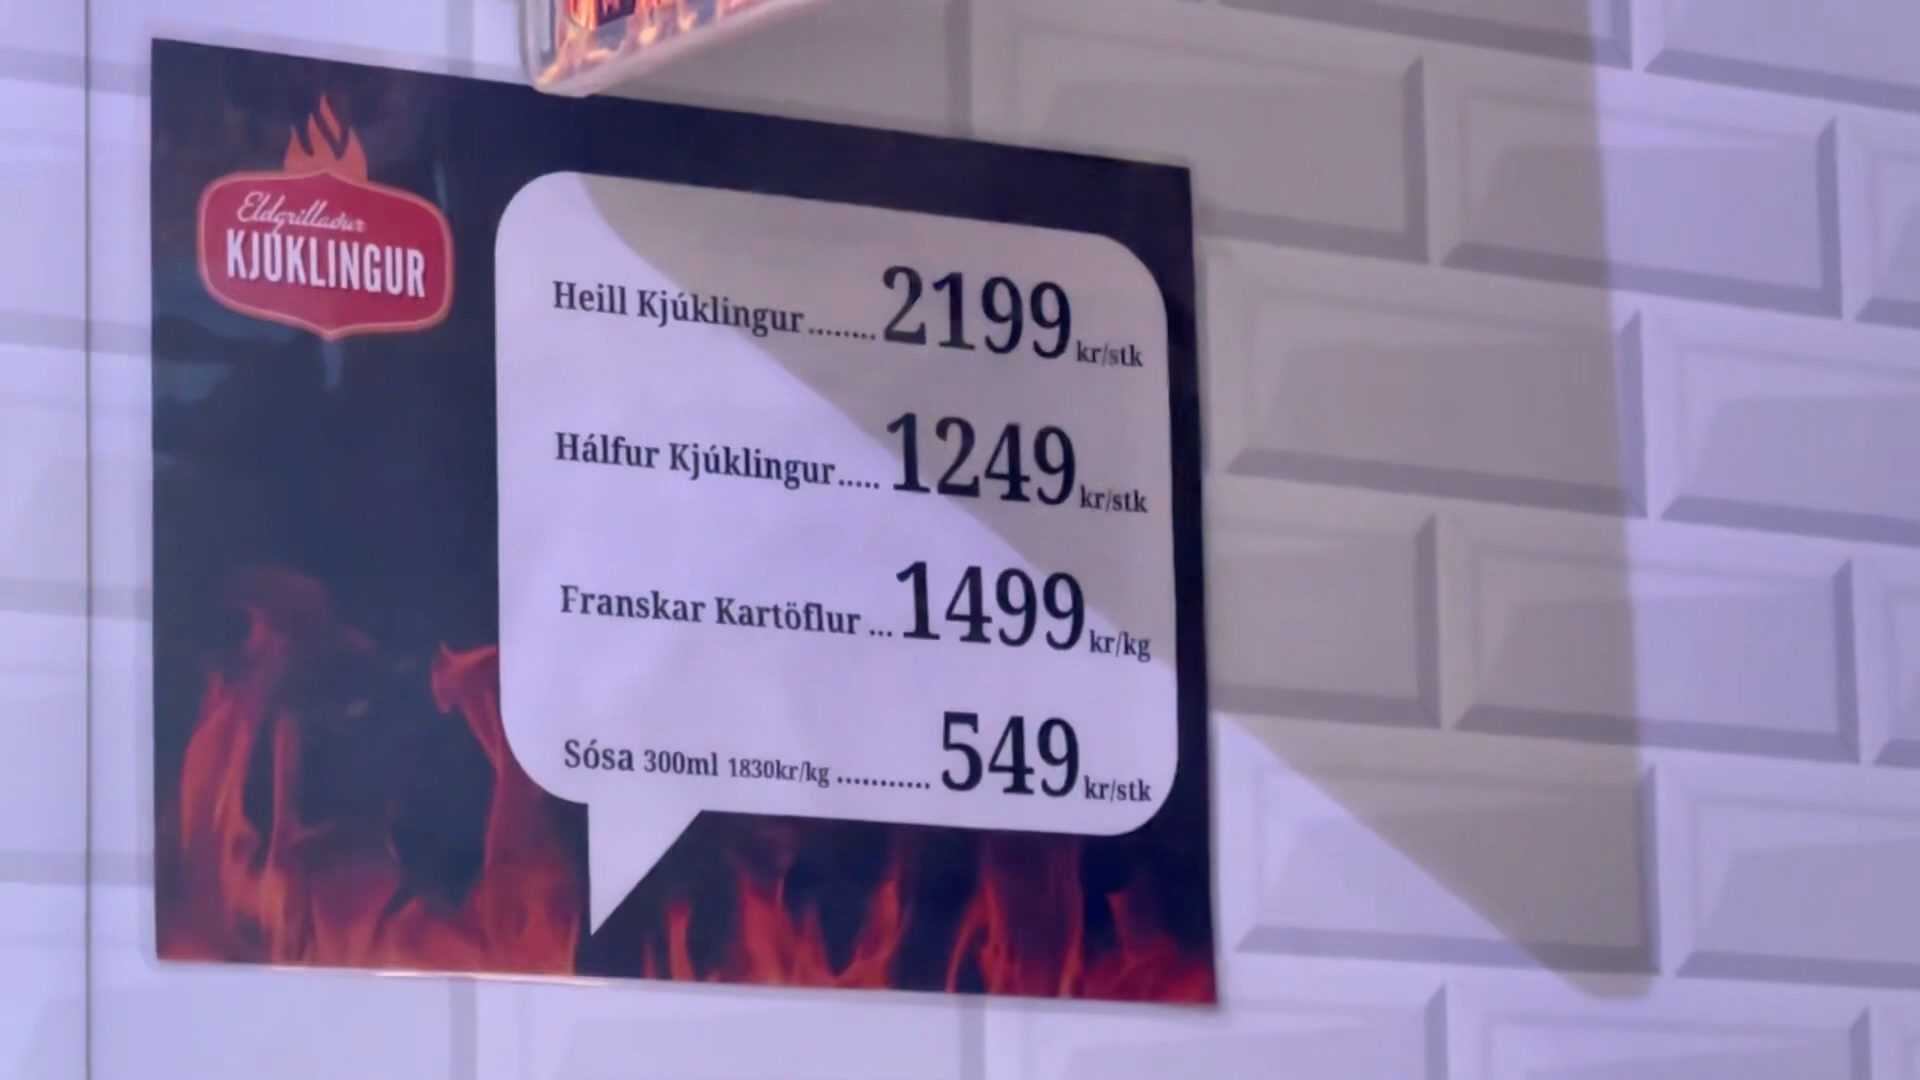 Eldgrillaður
KJÚKLINGUR
Heill Kjúklingur........2199 kr/stk
Hálfur Kjúklingur.....1249 kr/stk
Franskar Kartöflur ...1499 kr/kg
Sósa 300ml 1830kr/kg ...........549 kr/stk